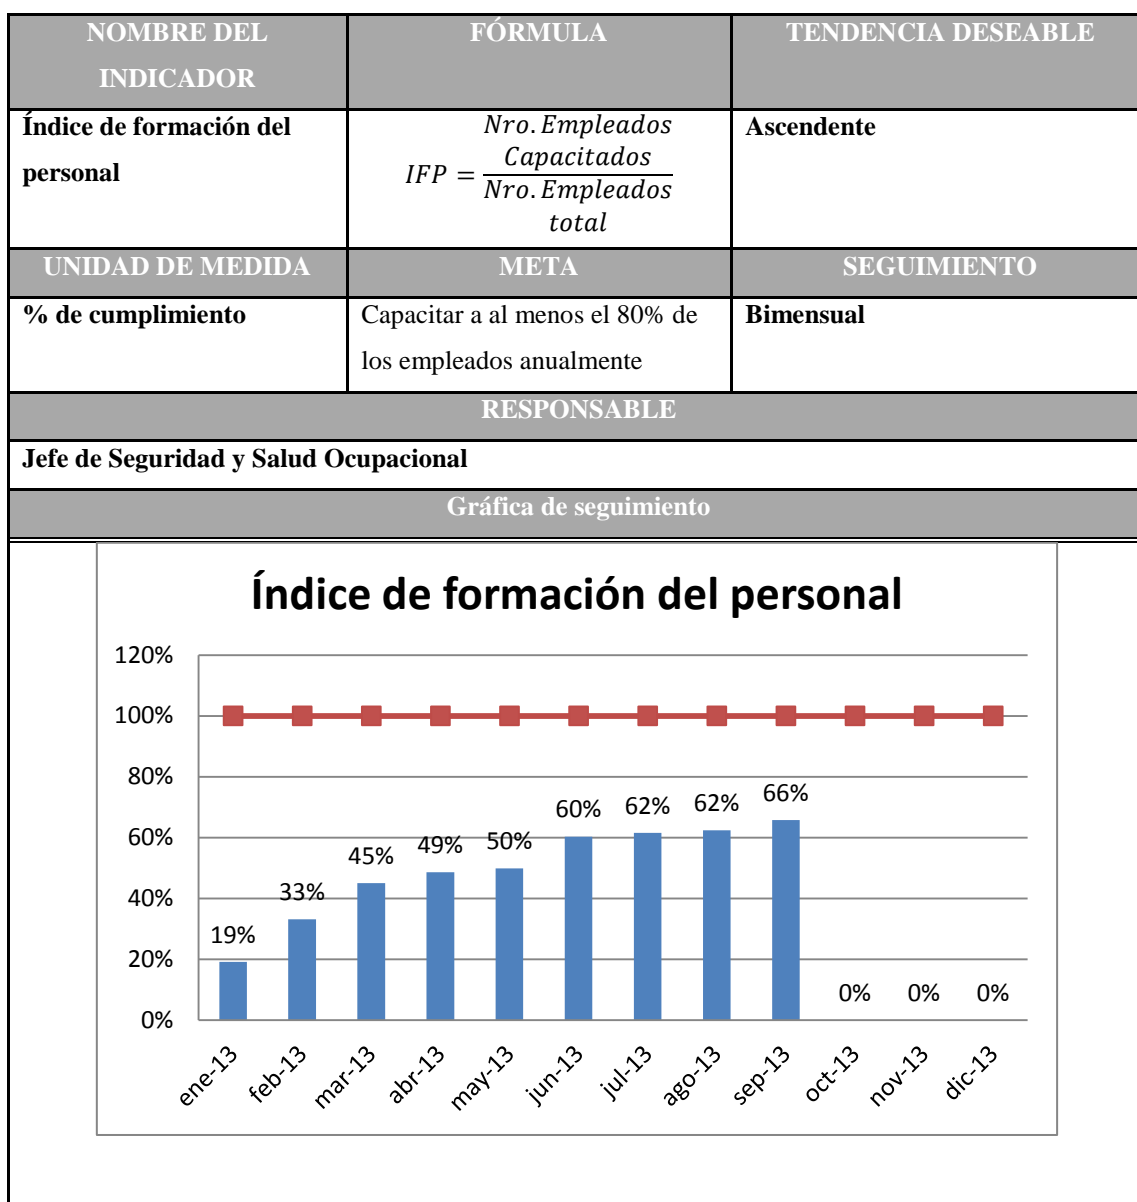 NOMBRE DEL
INDICADOR
FÓRMULA
TENDENCIA DESEABLE
Índice de formación del
personal
Nro. Empleados
Capacitados
IFP =
Nro. Empleados
total
Ascendente
UNIDAD DE MEDIDA
META
SEGUIMIENTO
% de cumplimiento
Capacitar a al menos el 80% de
los empleados anualmente
Bimensual
RESPONSABLE
Jefe de Seguridad y Salud Ocupacional
Gráfica de seguimiento
Índice de formación del personal
120%
100%
80%
60%
40%
20%
0%
19%
33%
45%
49%
50%
60%
62%
62%
66%
0%
0%
0%
ene-13
feb-13
mar-13
abr-13
may-13
jun-13
jul-13
ago-13
sep-13
oct-13
nov-13
dic-13